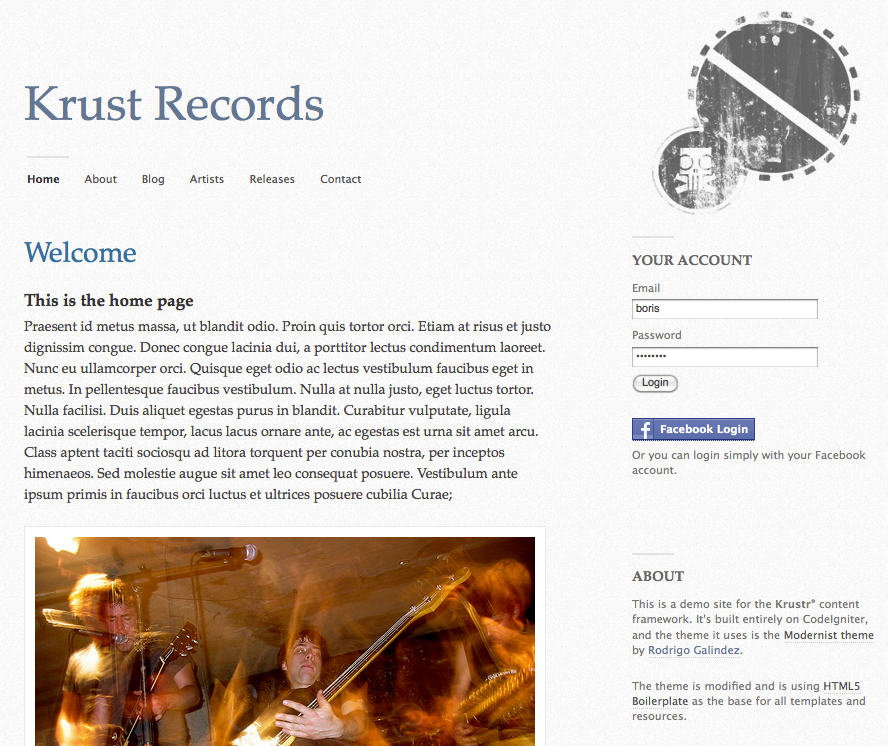 Krust Records
Home About Blog Artists Releases Contact
Welcome
This is the home page
Praesent id metus massa, ut blandit odio. Proin quis tortor orci. Etiam at risus et justo
dignissim congue. Donec congue lacinia dui, a porttitor lectus condimentum laoreet.
Nunc eu ullamcorper orci. Quisque eget odio ac lectus vestibulum faucibus eget in
metus. In pellentesque faucibus vestibulum. Nulla at nulla justo, eget luctus tortor.
Nulla facilisi. Duis aliquet egestas purus in blandit. Curabitur vulputate, ligula
lacinia scelerisque tempor, lacus lacus ornare ante, ac egestas est urna sit amet arcu.
Class aptent taciti sociosqu ad litora torquent per conubia nostra, per inceptos
himenaeos. Sed molestie augue sit amet leo consequat posuere. Vestibulum ante
ipsum primis in faucibus orci luctus et ultrices posuere cubilia Curae;
YOUR ACCOUNT
Email
boris
Password
••••••••
Login
f Facebook Login
Or you can login simply with your Facebook
account.
ABOUT
This is a demo site for the Krustr® content
framework. It's built entirely on CodeIgniter,
and the theme it uses is the Modernist theme
by Rodrigo Galindez.
The theme is modified and is using HTML5
Boilerplate as the base for all templates and
resources.